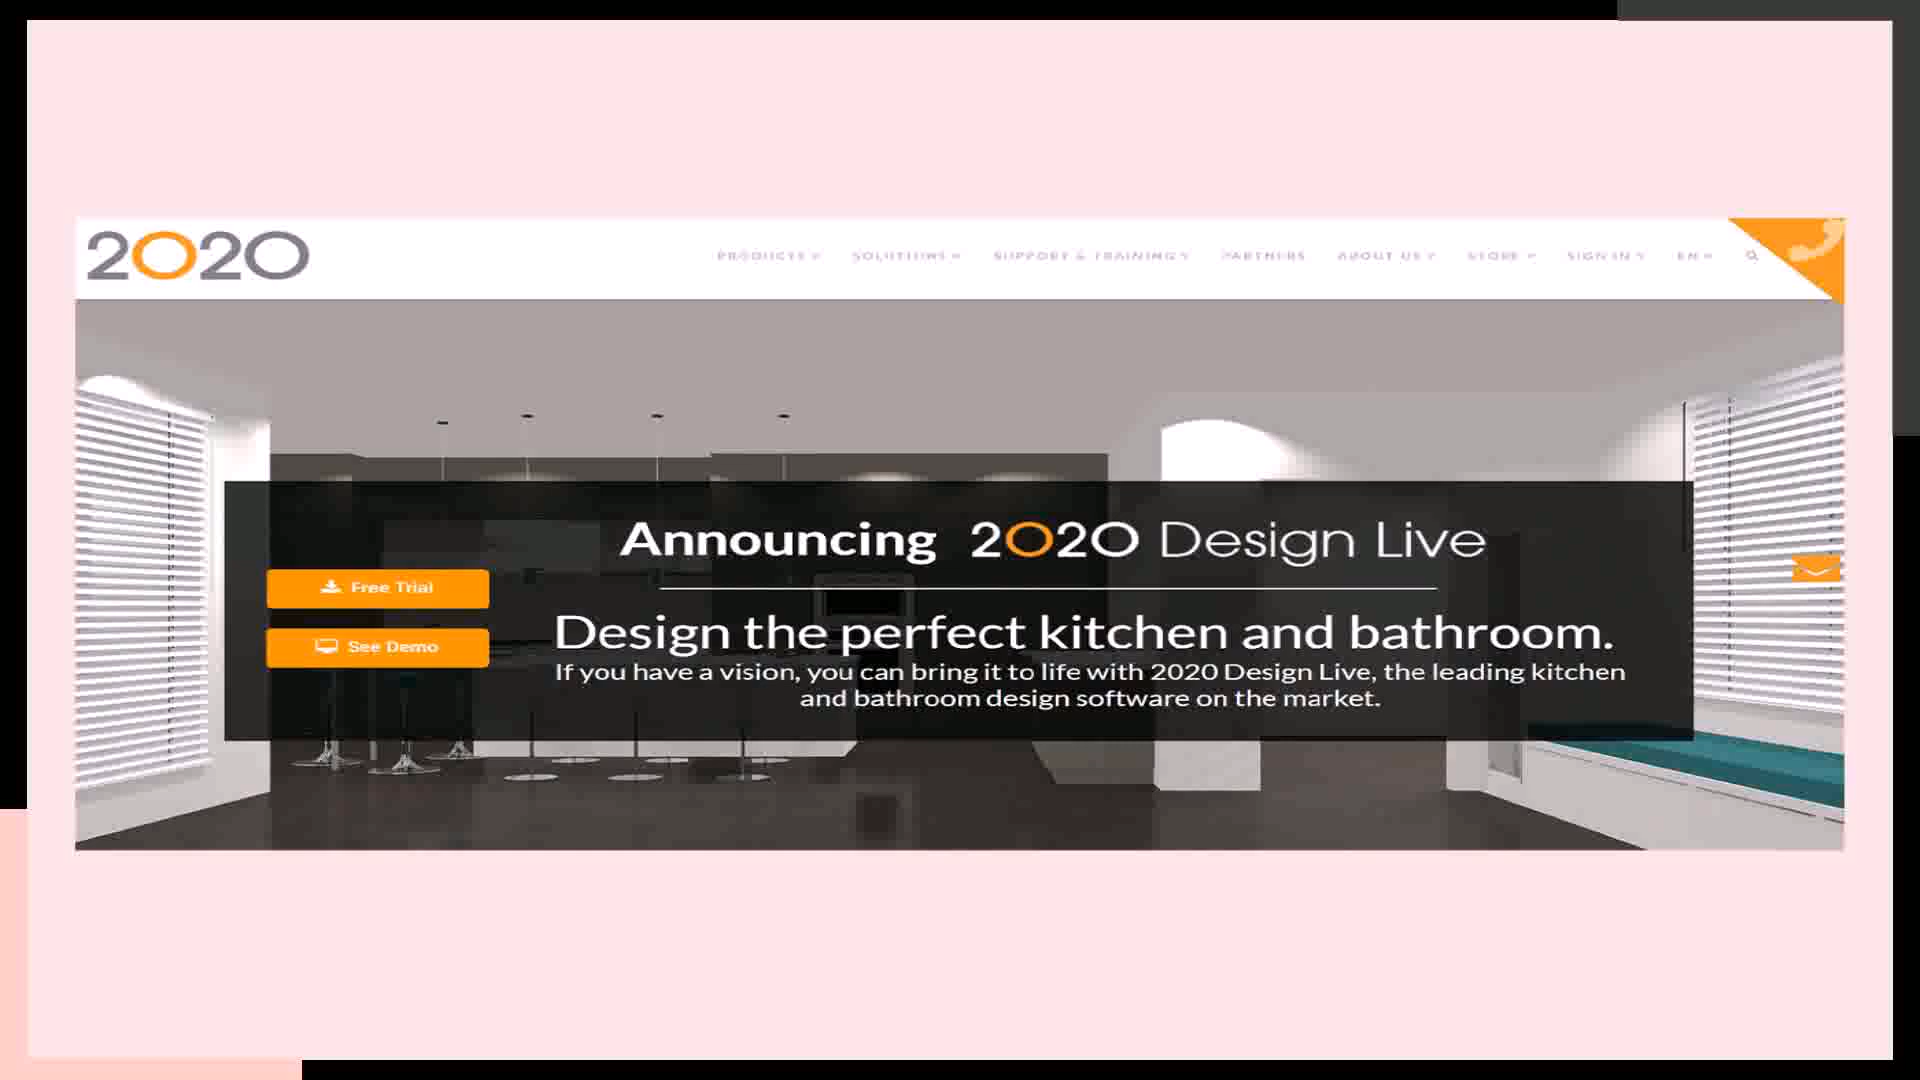 2020
PRODUCTS SOLUTIONS SUPPORT & TRAINING PARTNERS ABOUT US STORE SIGN IN EN
Announcing 2020 Design Live
Free Trial
See Demo
Design the perfect kitchen and bathroom.
If you have a vision, you can bring it to life with 2020 Design Live, the leading kitchen
and bathroom design software on the market.